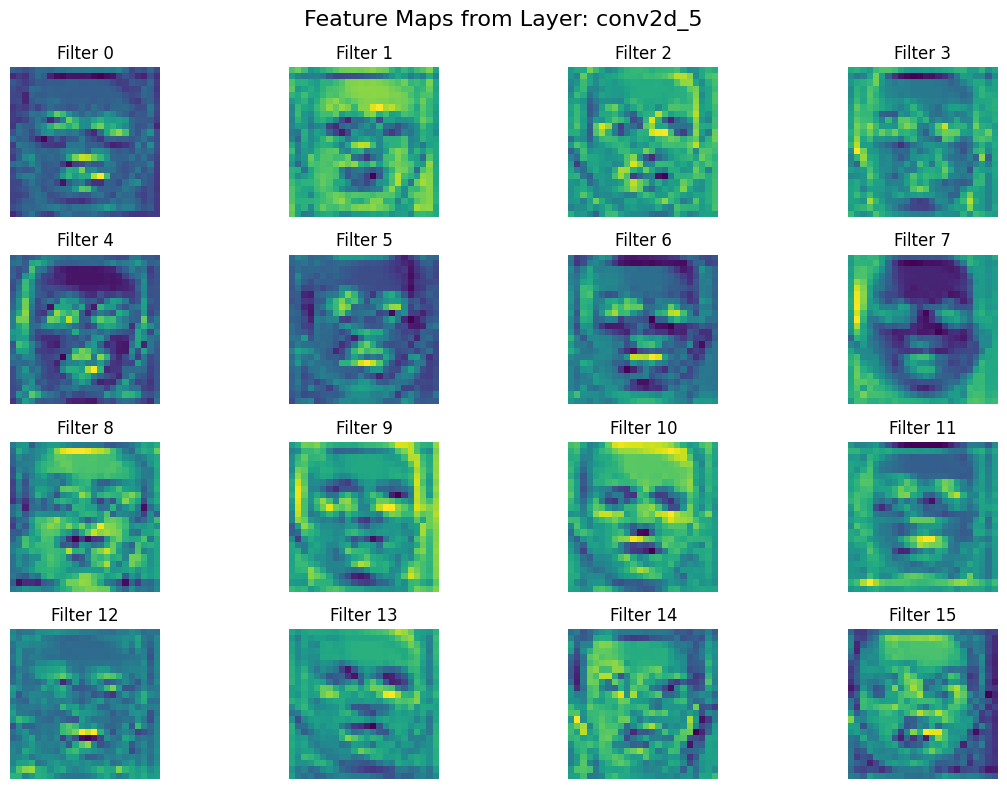 Feature Maps from Layer: conv2d_5
Filter 0
Filter 1
Filter 2
Filter 3
Filter 4
Filter 5
Filter 6
Filter 7
Filter 8
Filter 9
Filter 10
Filter 11
Filter 12
Filter 13
Filter 14
Filter 15